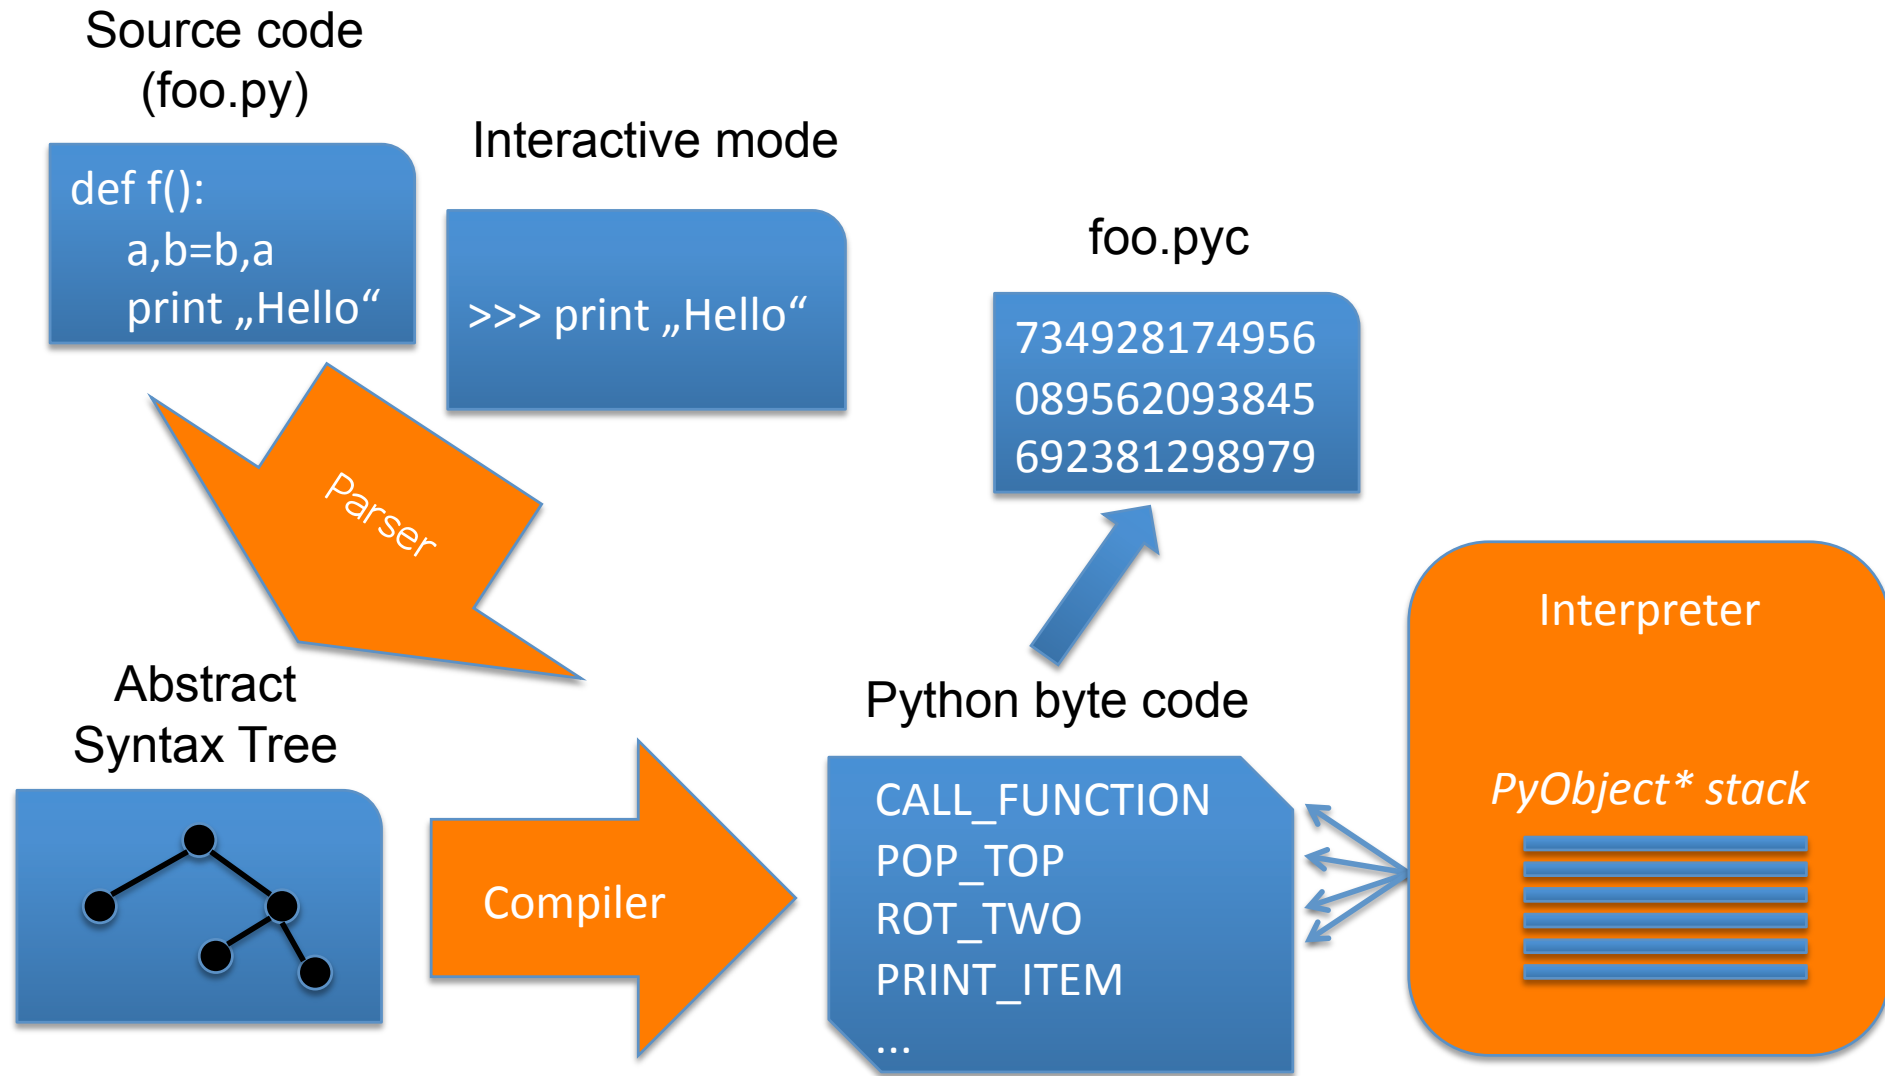 Source code
(foo.py)
def f():
a,b=b,a
print „Hello“
Interactive mode
>>> print „Hello“
foo.pyc
734928174956
089562093845
692381298979
Parser
Abstract
Syntax Tree
Compiler
Python byte code
CALL_FUNCTION
POP_TOP
ROT_TWO
PRINT_ITEM
...
Interpreter
PyObject* stack